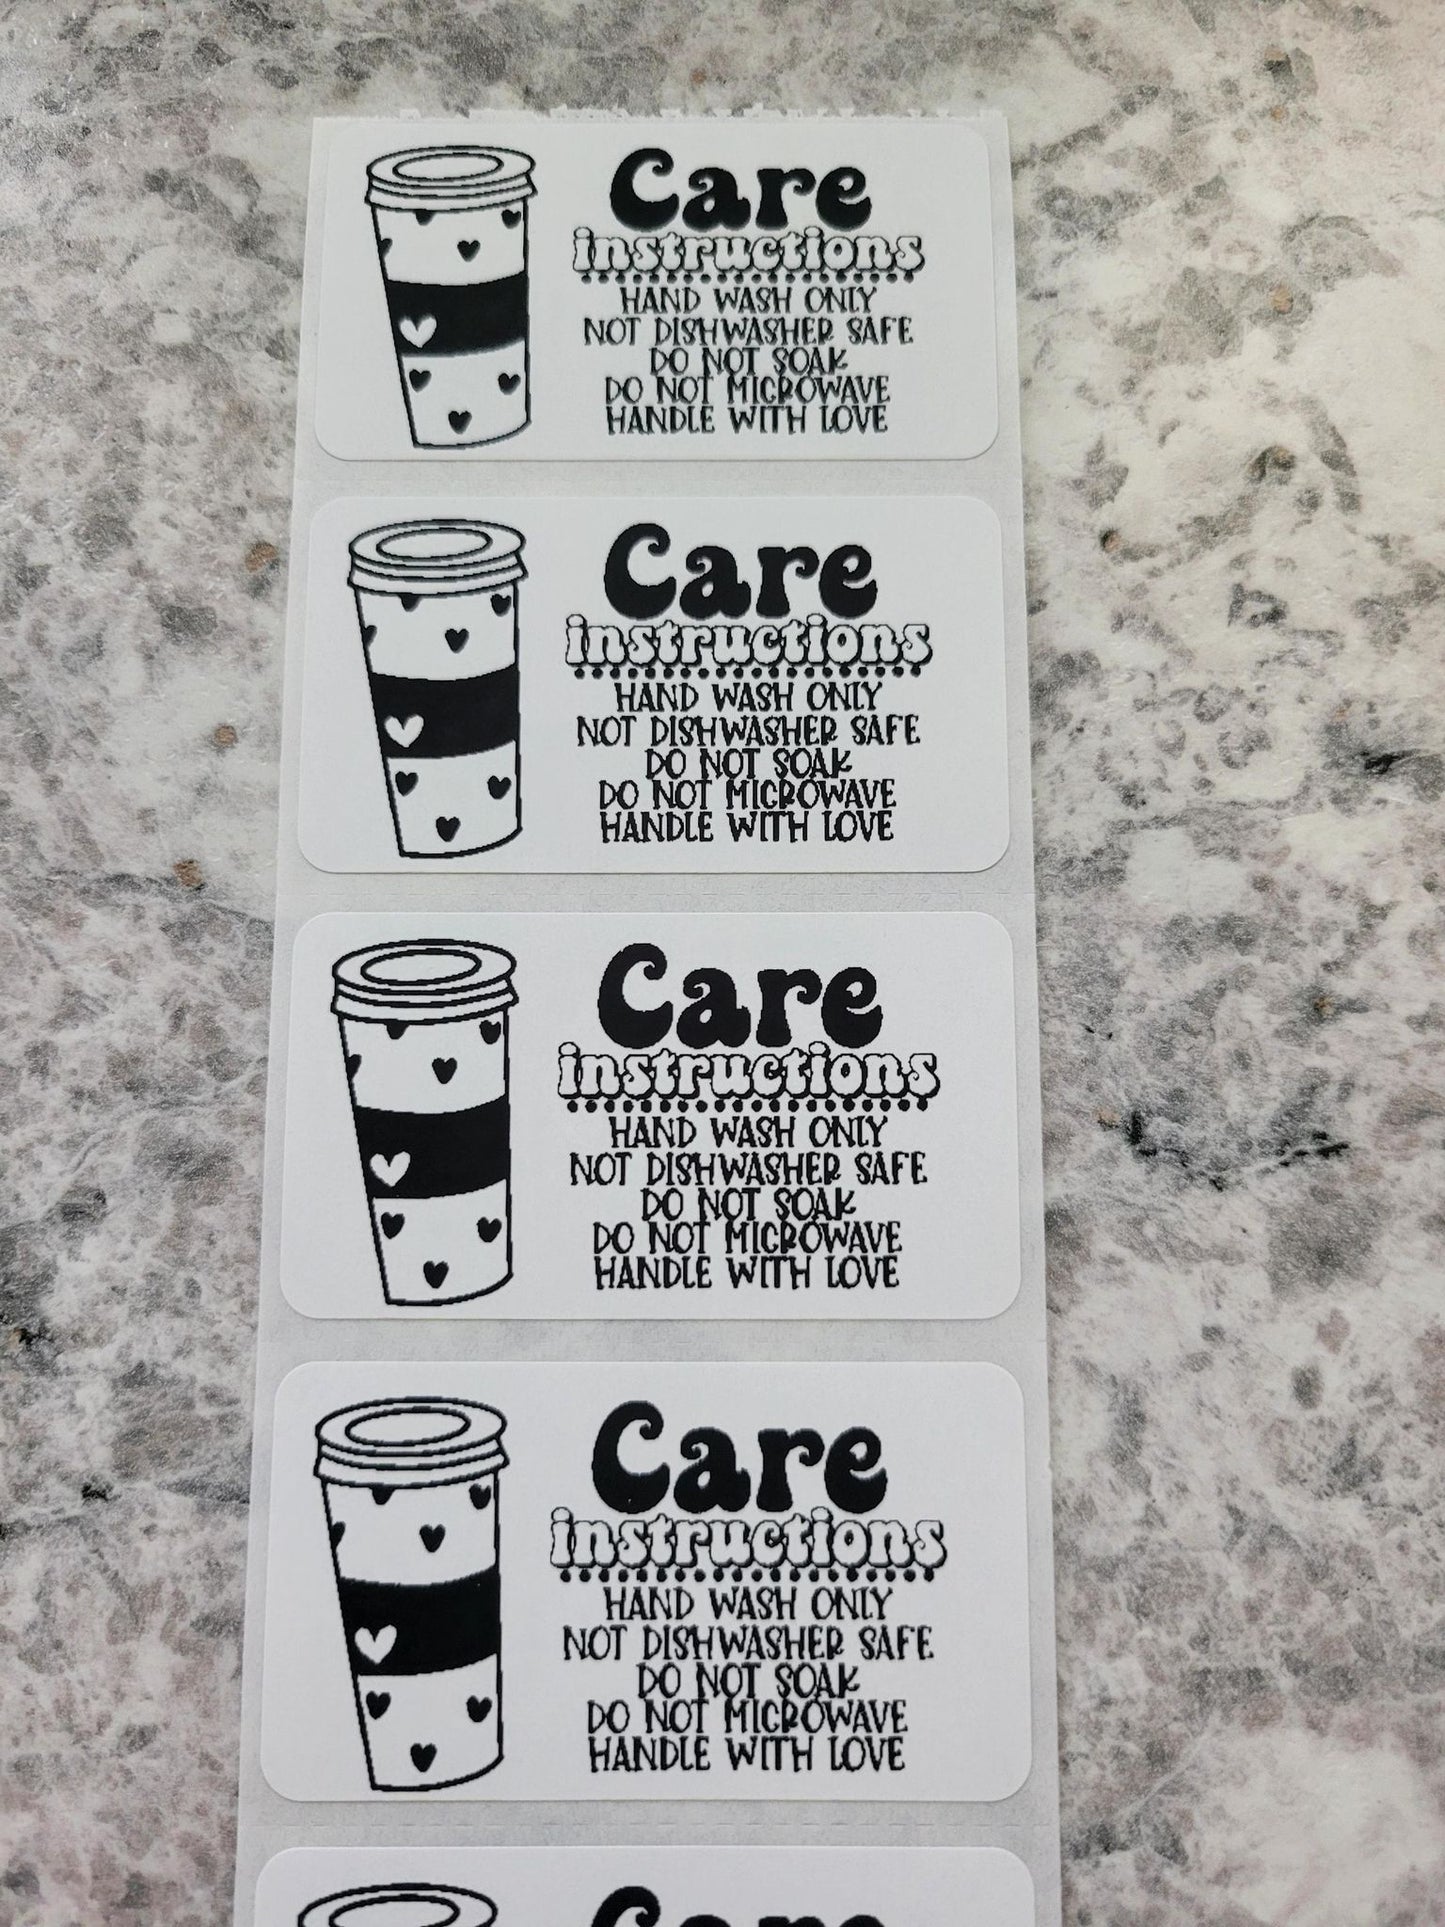 Care
instructions
HAND WASH ONLY
NOT DISHWASHER SAFE
DO NOT SOAK
DO NOT MICROWAVE
HANDLE WITH LOVE
Care
instructions
HAND WASH ONLY
NOT DISHWASHER SAFE
DO NOT SOAK
DO NOT MICROWAVE
HANDLE WITH LOVE
Care
instructions
HAND WASH ONLY
NOT DISHWASHER SAFE
DO NOT SOAK
DO NOT MICROWAVE
HANDLE WITH LOVE
Care
instructions
HAND WASH ONLY
NOT DISHWASHER SAFE
DO NOT SOAK
DO NOT MICROWAVE
HANDLE WITH LOVE
Care